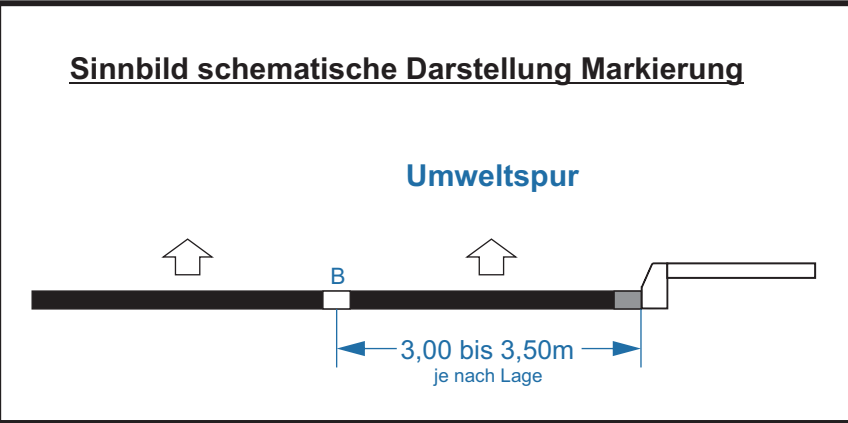 Sinnbild schematische Darstellung Markierung
Umweltspur
B
3,00 bis 3,50m
je nach Lage